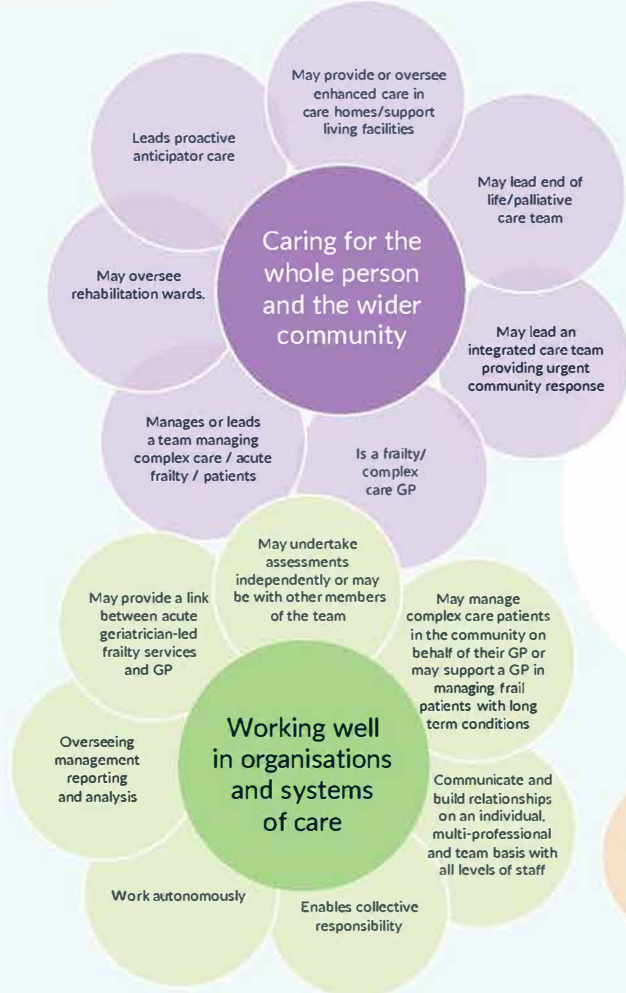 May provide or oversee
enhanced care in
care homes/support
living facilities
Leads proactive
anticipator care
May lead end of
life/palliative
care team
Caring for the
whole person
and the wider
community
May oversee
rehabilitation wards.
May lead an
integrated care team
providing urgent
community response
Manages or leads
a team managing
complex care / acute
frailty / patients
Is a frailty/
complex
care GP
May undertake
assessments
independently or may
be with other members
of the team
May provide a link
between acute
geriatrician-led
frailty services
and GP
May manage
complex care patients
in the community on
behalf of their GP or
may support a GP in
managing frail
patients with long
term conditions
Working well
in organisations
and systems
of care
Overseeing
management
reporting
and analysis
Communicate and
build relationships
on an individual,
multi-professional
and team basis with
all levels of staff
Work autonomously
Enables collective
responsibility